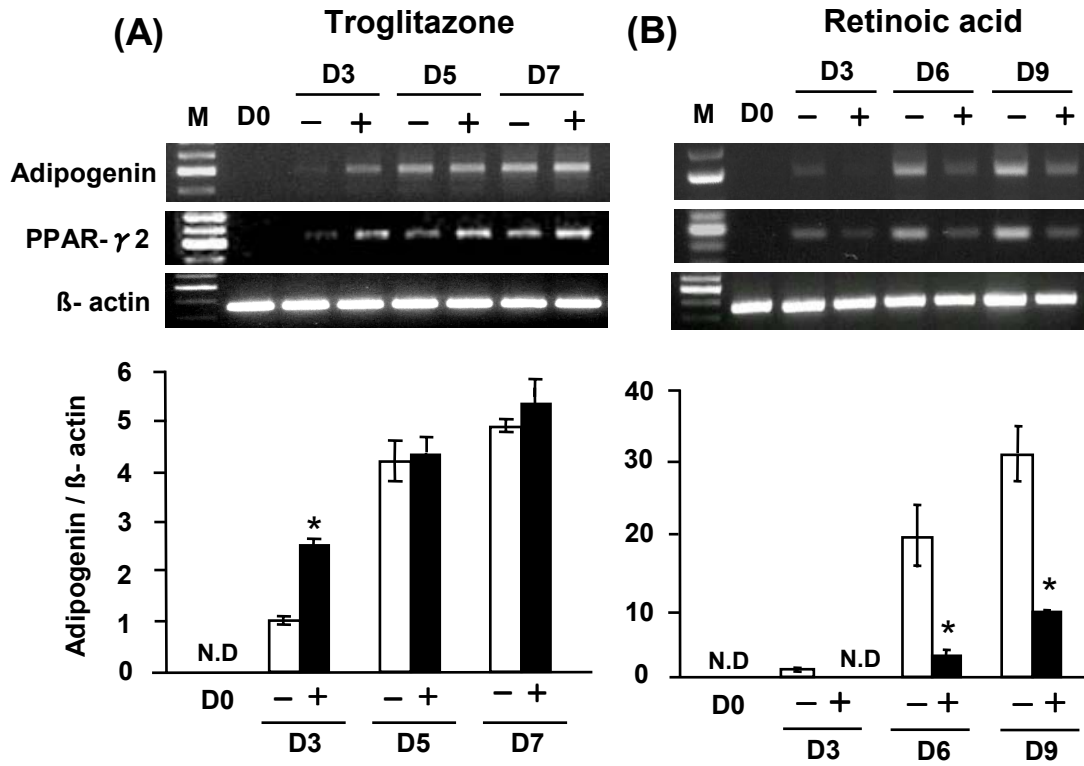 (A) Troglitazone
D3 D5 D7
M D0 − + − + − +
Adipogenin
PPAR-γ2
ß- actin
Adipogenin / ß- actin
6
5
4
3
2
1
0
N.D
*
D0 − + − + − +
D3 D5 D7
(B) Retinoic acid
D3 D6 D9
M D0 − + − + − +
40
30
20
10
0
N.D
N.D
*
*
D0 − + − + − +
D3 D6 D9